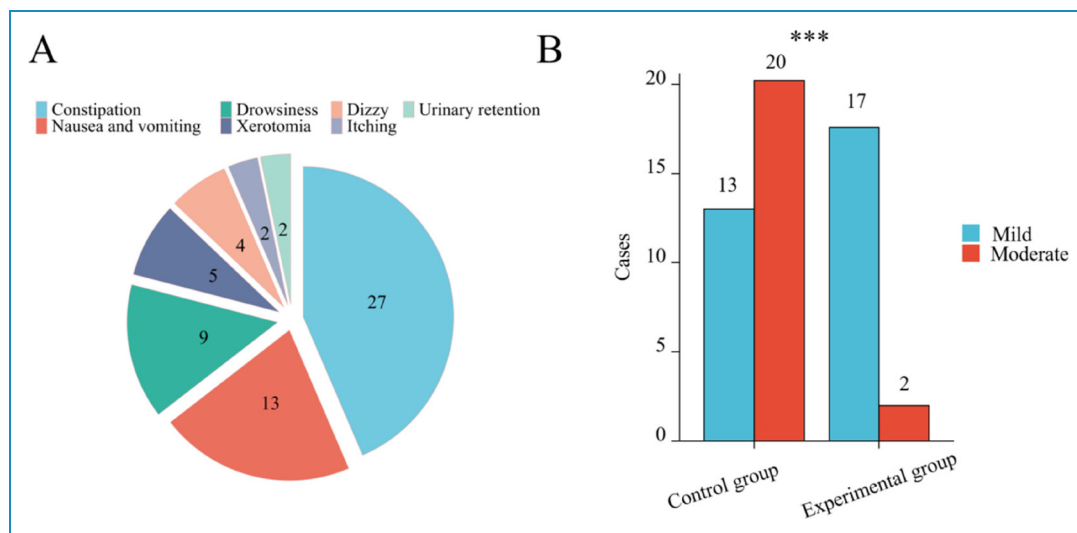 A
Constipation Drowsiness Dizzy Urinary retention
Nausea and vomiting Xerotomia Itching
27
13
9
5
4
2
2
B
***
20
17
13
2
Cases
20
15
10
5
0
Control group
Experimental group
Mild
Moderate